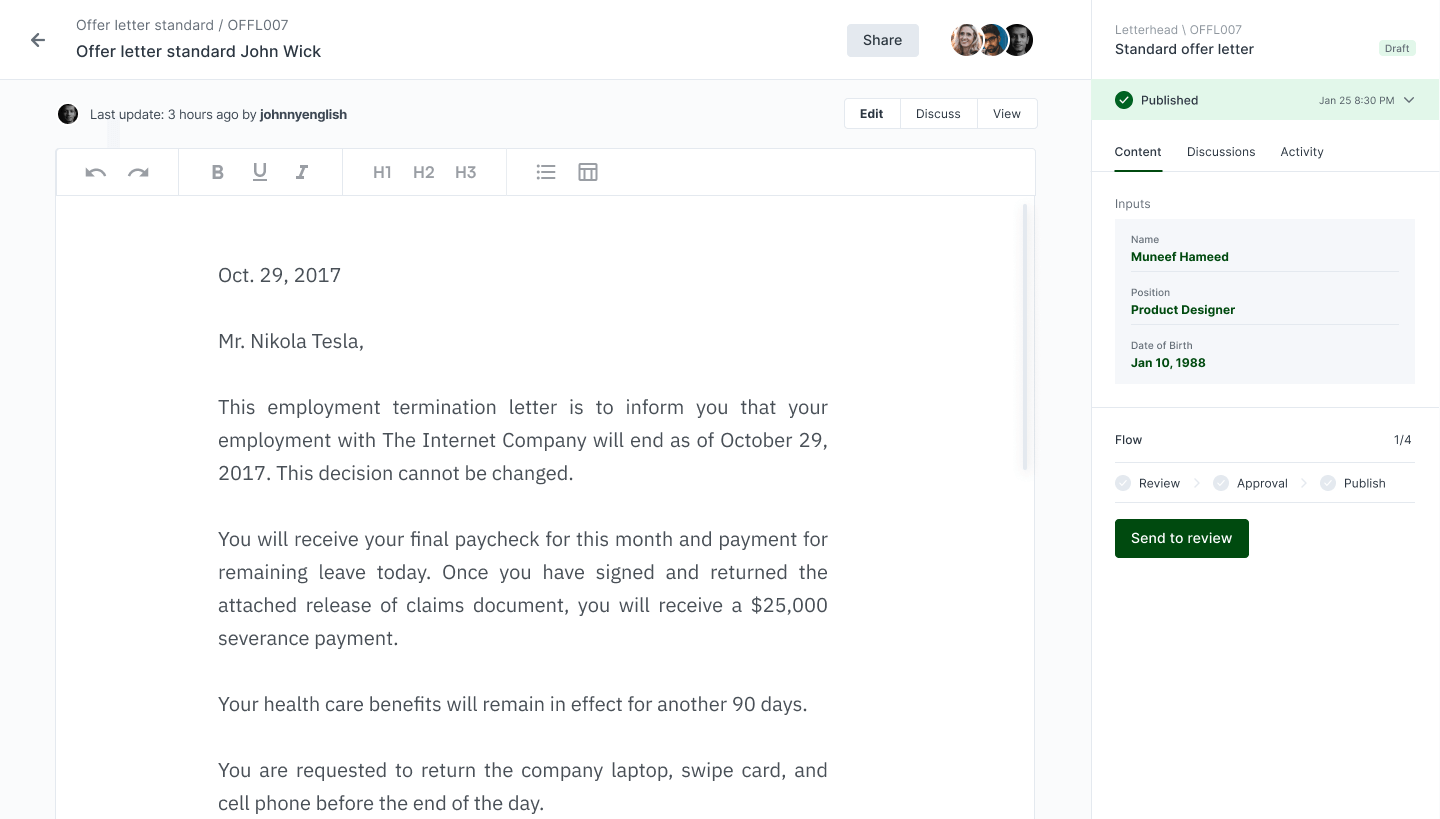 Offer letter standard / OFFL007
Offer letter standard John Wick
Share
Last update: 3 hours ago by johnnyenglish
Edit
Discuss
View
B
U
I
H1
H2
H3
Oct. 29, 2017
Mr. Nikola Tesla,
This employment termination letter is to inform you that your
employment with The Internet Company will end as of October 29,
2017. This decision cannot be changed.
You will receive your final paycheck for this month and payment for
remaining leave today. Once you have signed and returned the
attached release of claims document, you will receive a $25,000
severance payment.
Your health care benefits will remain in effect for another 90 days.
You are requested to return the company laptop, swipe card, and
cell phone before the end of the day.
Letterhead \ OFFL007
Standard offer letter
Draft
Published
Jan 25 8:30 PM
Content
Discussions
Activity
Inputs
Name
Muneef Hameed
Position
Product Designer
Date of Birth
Jan 10, 1988
Flow
1/4
Review
Approval
Publish
Send to review